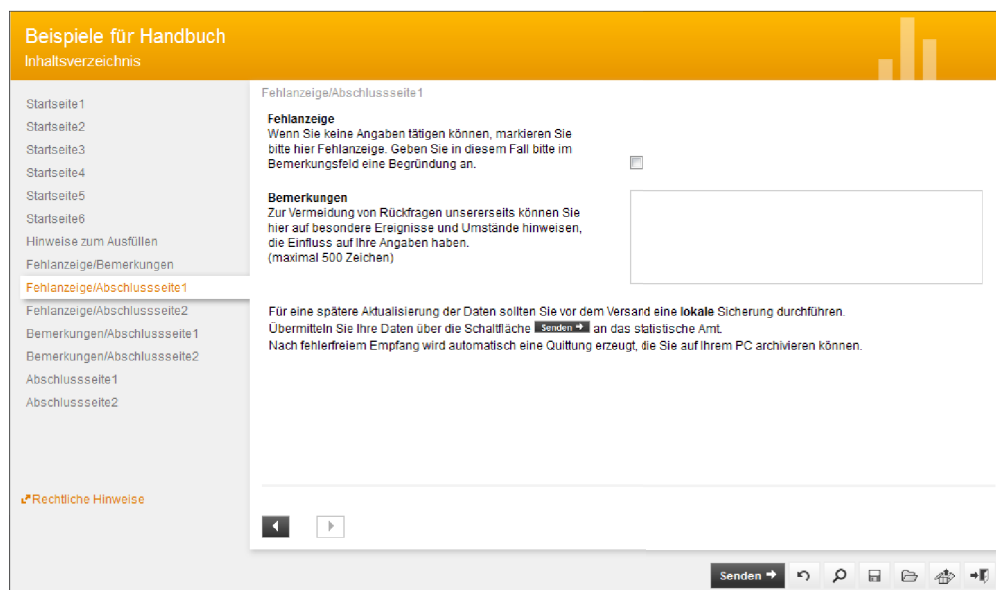 Beispiele für Handbuch
Inhaltsverzeichnis
Startseite1
Startseite2
Startseite3
Startseite4
Startseite5
Startseite6
Hinweise zum Ausfüllen
Fehlanzeige/Bemerkungen
Fehlanzeige/Abschlussseite1
Fehlanzeige/Abschlussseite2
Bemerkungen/Abschlussseite1
Bemerkungen/Abschlussseite2
Abschlussseite1
Abschlussseite2
Rechtliche Hinweise
Fehlanzeige/Abschlussseite1
Fehlanzeige
Wenn Sie keine Angaben tätigen können, markieren Sie
bitte hier Fehlanzeige. Geben Sie in diesem Fall bitte im
Bemerkungsfeld eine Begründung an.
Bemerkungen
Zur Vermeidung von Rückfragen unsererseits können Sie
hier auf besondere Ereignisse und Umstände hinweisen,
die Einfluss auf Ihre Angaben haben.
(maximal 500 Zeichen)
Für eine spätere Aktualisierung der Daten sollten Sie vor dem Versand eine lokale Sicherung durchführen.
Übermitteln Sie Ihre Daten über die Schaltfläche Senden an das statistische Amt.
Nach fehlerfreiem Empfang wird automatisch eine Quittung erzeugt, die Sie auf Ihrem PC archivieren können.
Senden